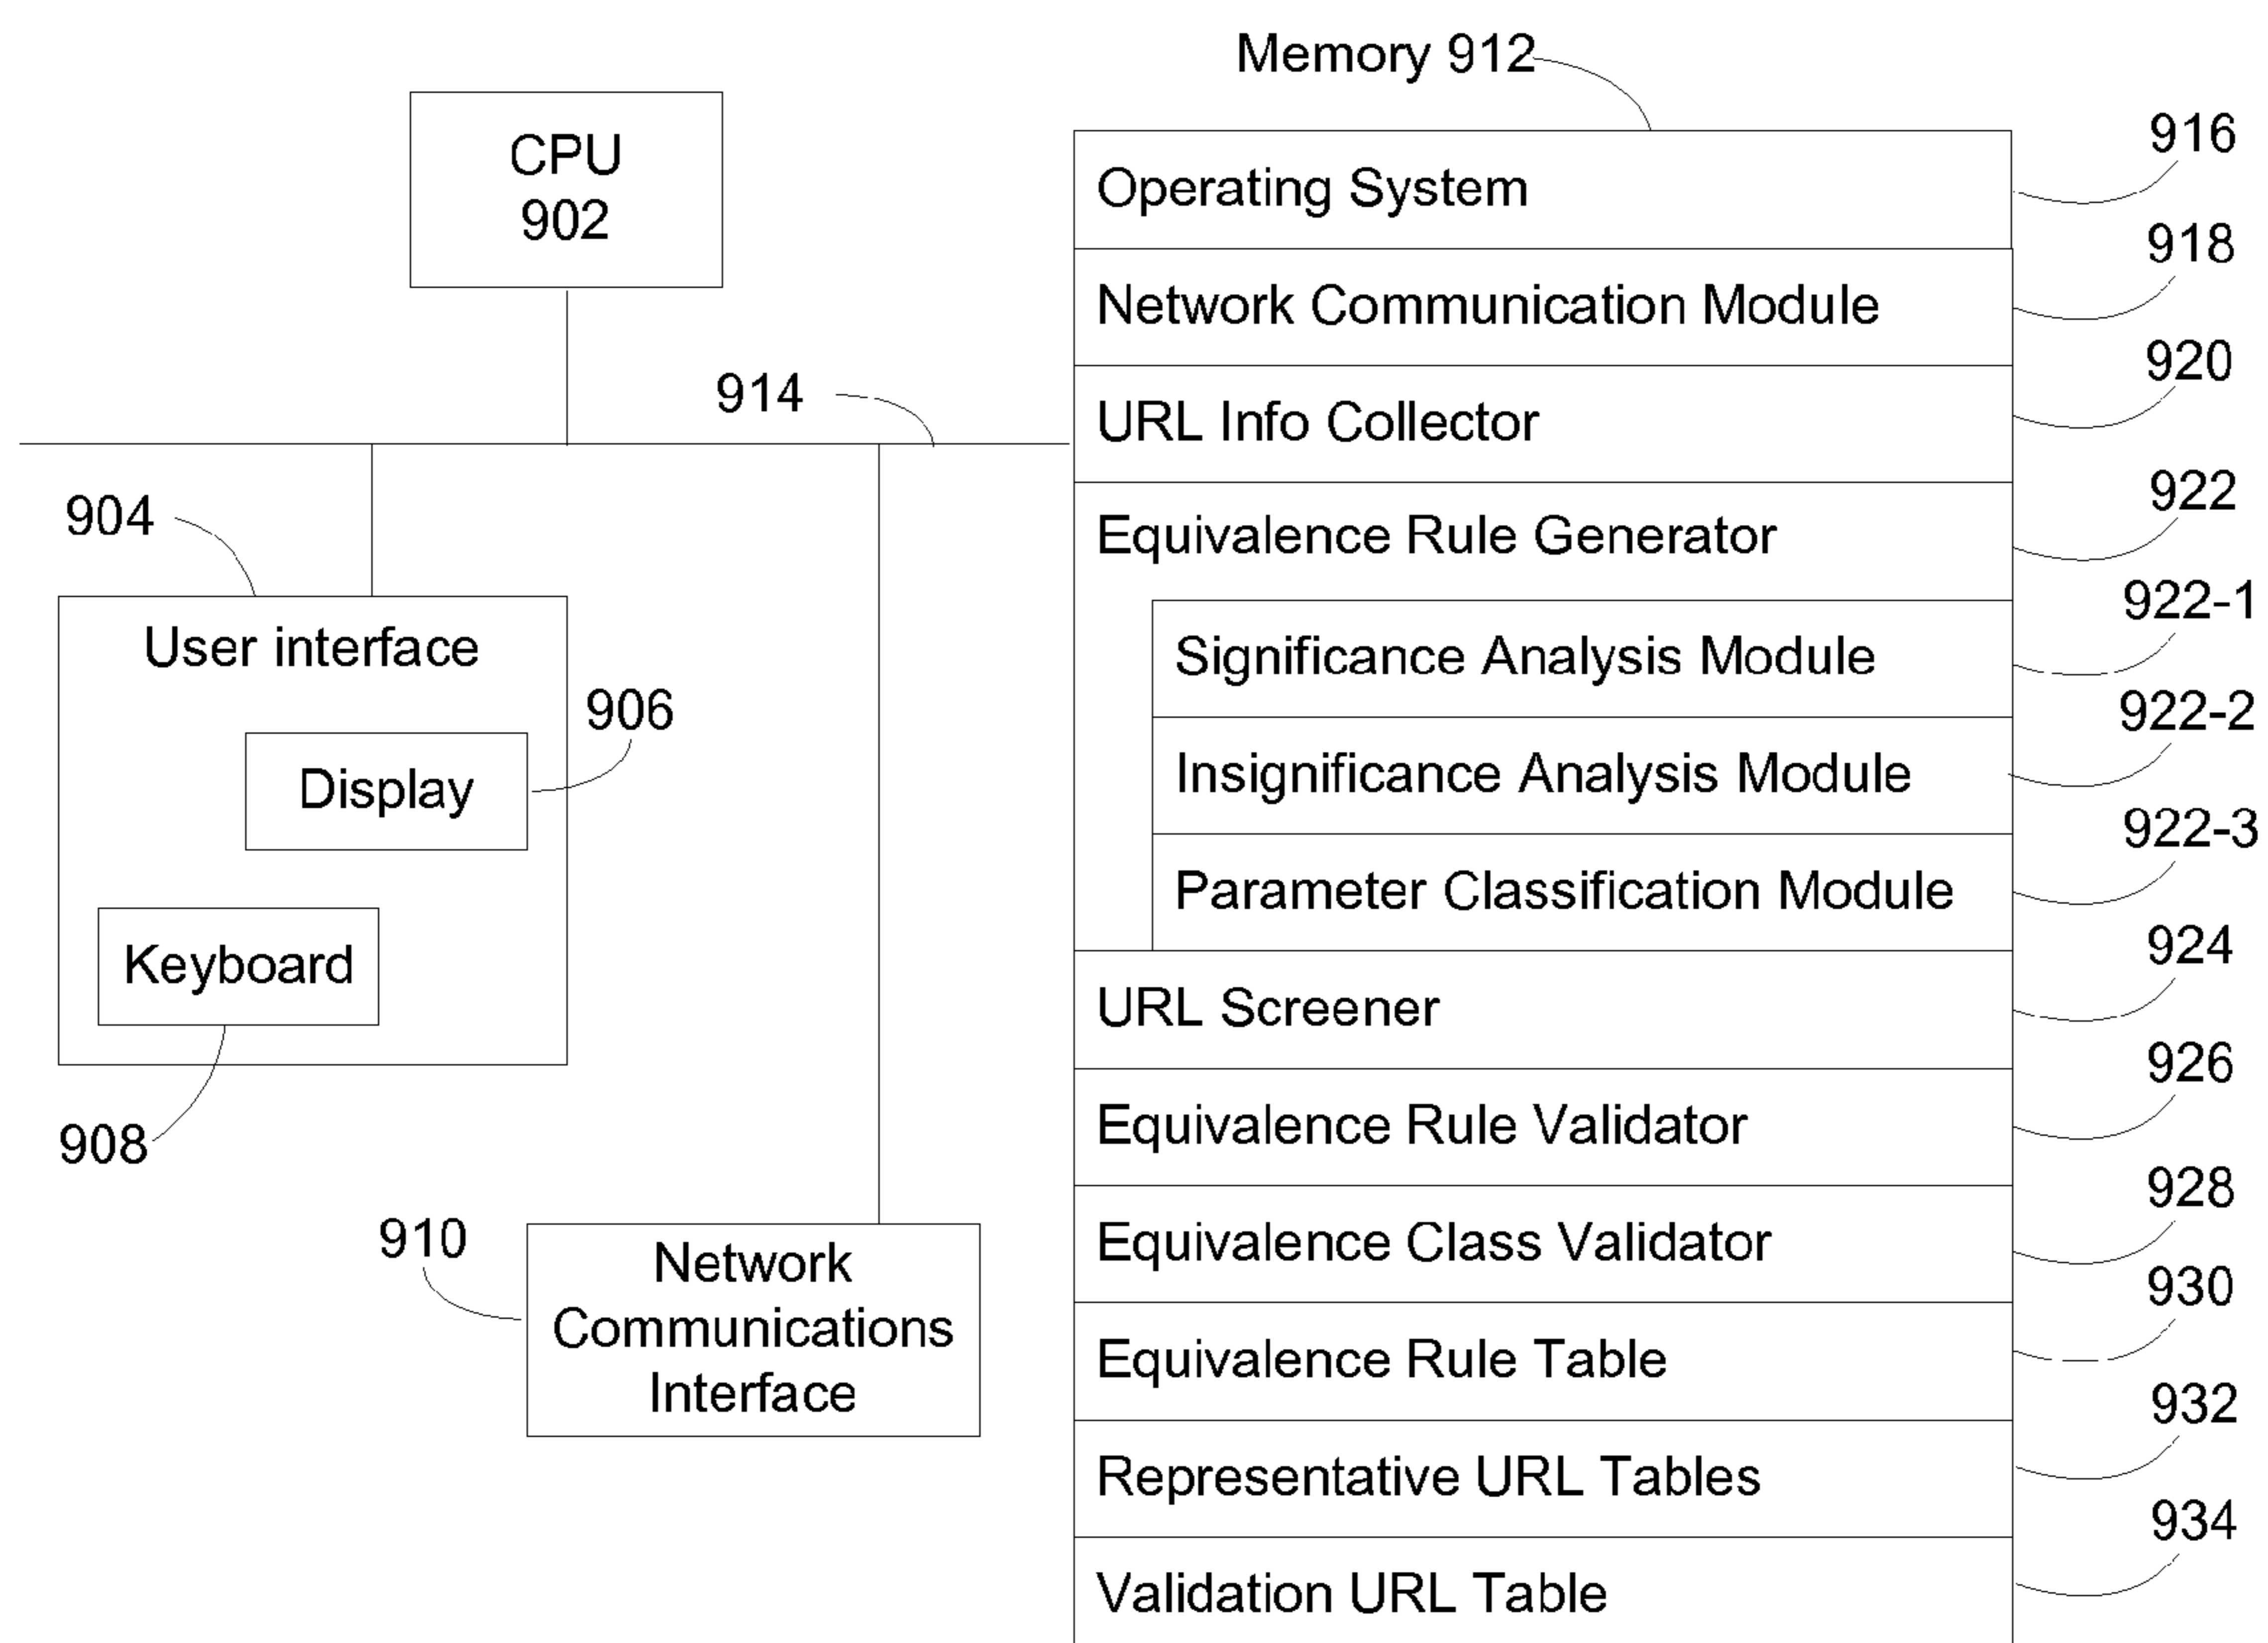 Memory 912
CPU
902
914
904
User interface
906
Display
Keyboard
908
910
Network
Communications
Interface
Operating System
916
Network Communication Module
918
URL Info Collector
920
Equivalence Rule Generator
922
Significance Analysis Module
922-1
Insignificance Analysis Module
922-2
Parameter Classification Module
922-3
URL Screener
924
Equivalence Rule Validator
926
Equivalence Class Validator
928
Equivalence Rule Table
930
Representative URL Tables
932
Validation URL Table
934